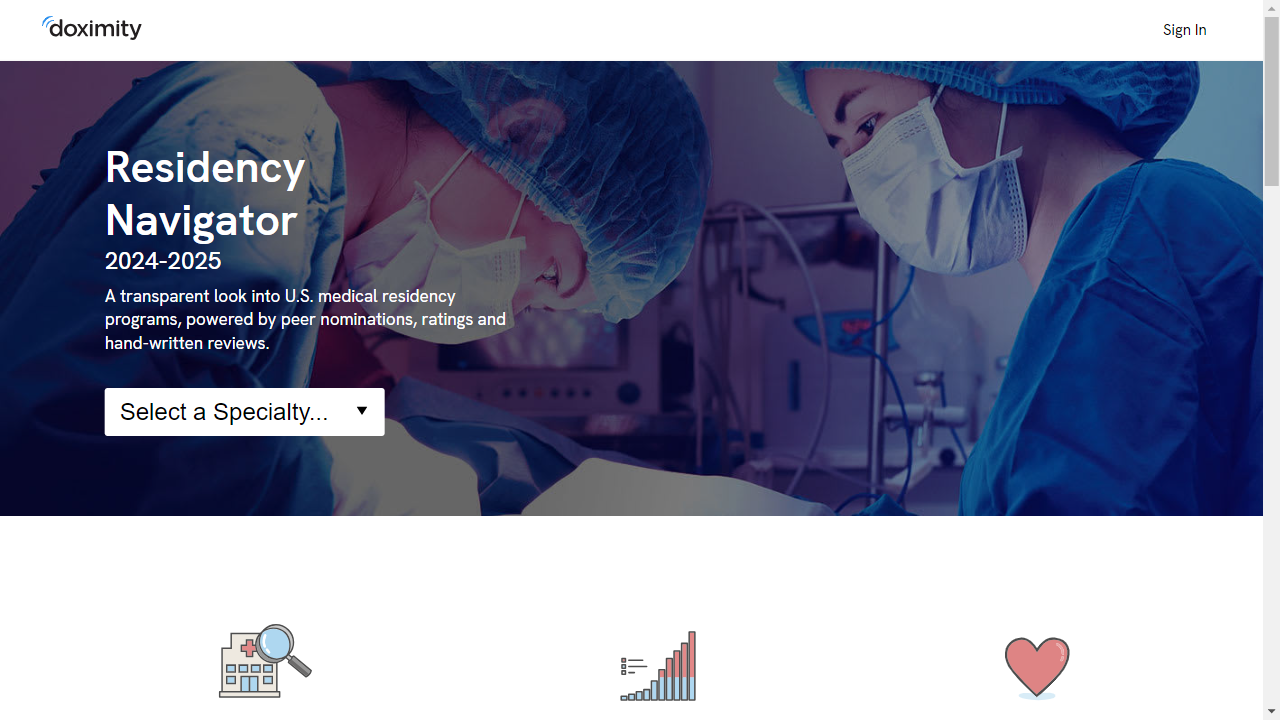 doximity
Sign In
Residency
Navigator
2024-2025
A transparent look into U.S. medical residency
programs, powered by peer nominations, ratings and
hand-written reviews.
Select a Specialty...